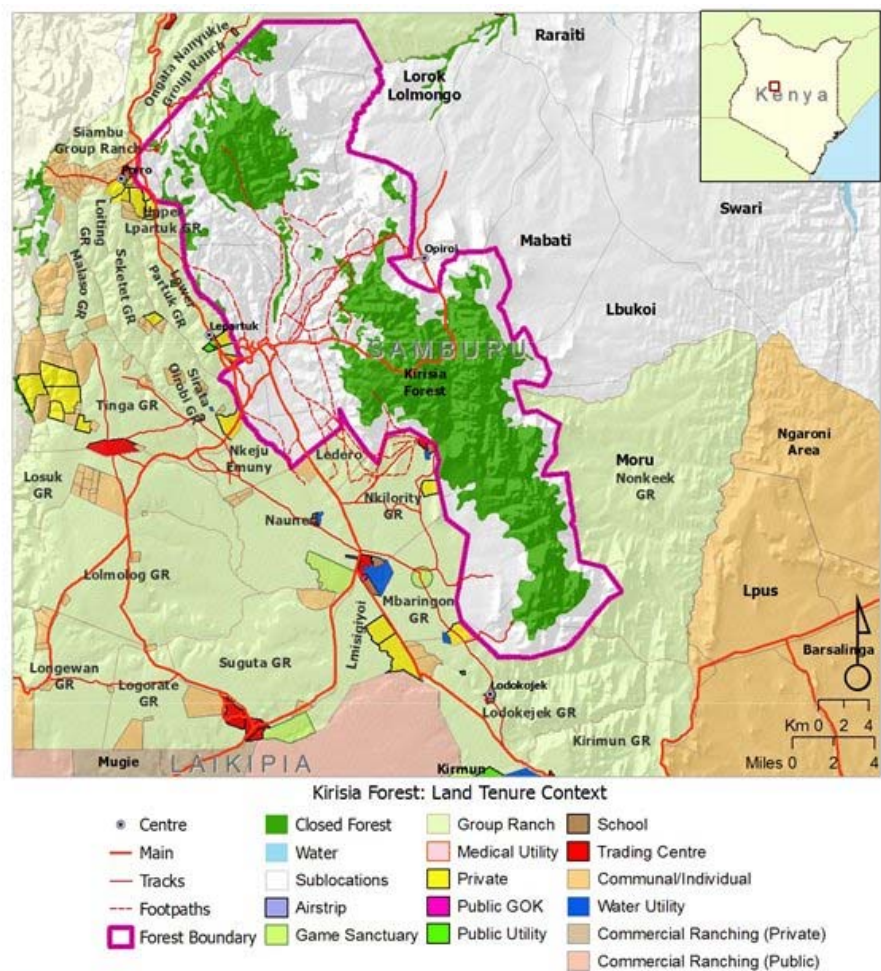 Raraiti
Ongata Nanyukie
Group Ranch
Lorok
Lolmongo
Kenya
Siambu
Group Ranch
Poro
Swari
Upper
Lpartuk GR
Loiting
GR
Malaso GR
Seketet GR
Lower
Partuk GR
Opiroi
Mabati
Lbukoi
Lepartuk
SAMBURU
Kirisia
Forest
Sirata
Oirobi GR
Tinga GR
Ngaroni
Area
Nkeju
Emuny
Ledero
Moru
Nonkeek
GR
Losuk
GR
Nkilority
GR
Naunre
Lolmolog GR
Mbaringon
GR
Lpus
Lmisigiyoi
Barsalinga
Longewan
GR
Suguta GR
Logorate
GR
Lodokojek
Lodokejek GR
Km 0 2 4
Kirimun GR
Mugie
LAIKIPIA
Kirmun
Miles 0 2 4
Kirisia Forest: Land Tenure Context
Centre
Main
Tracks
Footpaths
Forest Boundary
Closed Forest
Water
Sublocations
Airstrip
Game Sanctuary
Group Ranch
Medical Utility
Private
Public GOK
Public Utility
School
Trading Centre
Communal/Individual
Water Utility
Commercial Ranching (Private)
Commercial Ranching (Public)